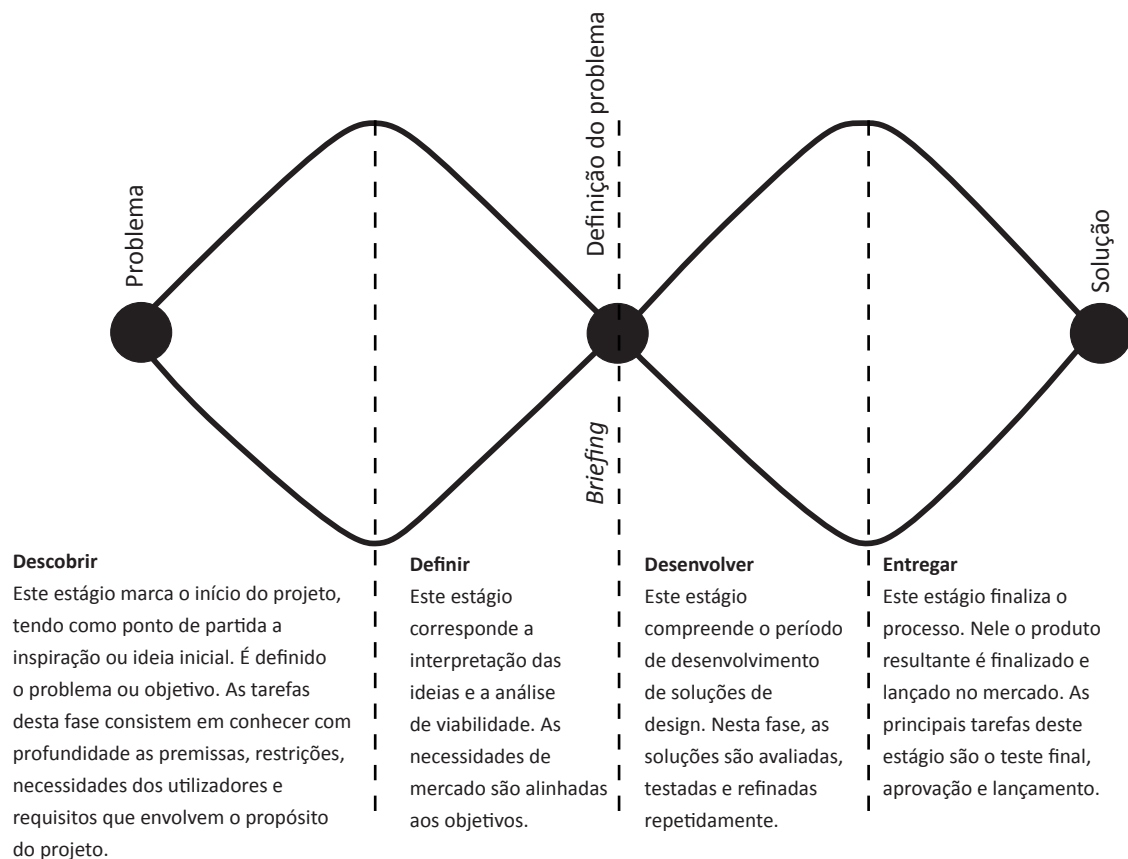 Problema
Definição do problema
Solução
Briefing
Descobrir
Este estágio marca o início do projeto,
tendo como ponto de partida a
inspiração ou ideia inicial. É definido
o problema ou objetivo. As tarefas
desta fase consistem em conhecer com
profundidade as premissas, restrições,
necessidades dos utilizadores e
requisitos que envolvem o propósito
do projeto.
Definir
Este estágio
corresponde a
interpretação das
ideias e a análise
de viabilidade. As
necessidades de
mercado são alinhadas
aos objetivos.
Desenvolver
Este estágio
compreende o período
de desenvolvimento
de soluções de
design. Nesta fase, as
soluções são avaliadas,
testadas e refinadas
repetidamente.
Entregar
Este estágio finaliza o
processo. Nele o produto
resultante é finalizado e
lançado no mercado. As
principais tarefas deste
estágio são o teste final,
aprovação e lançamento.